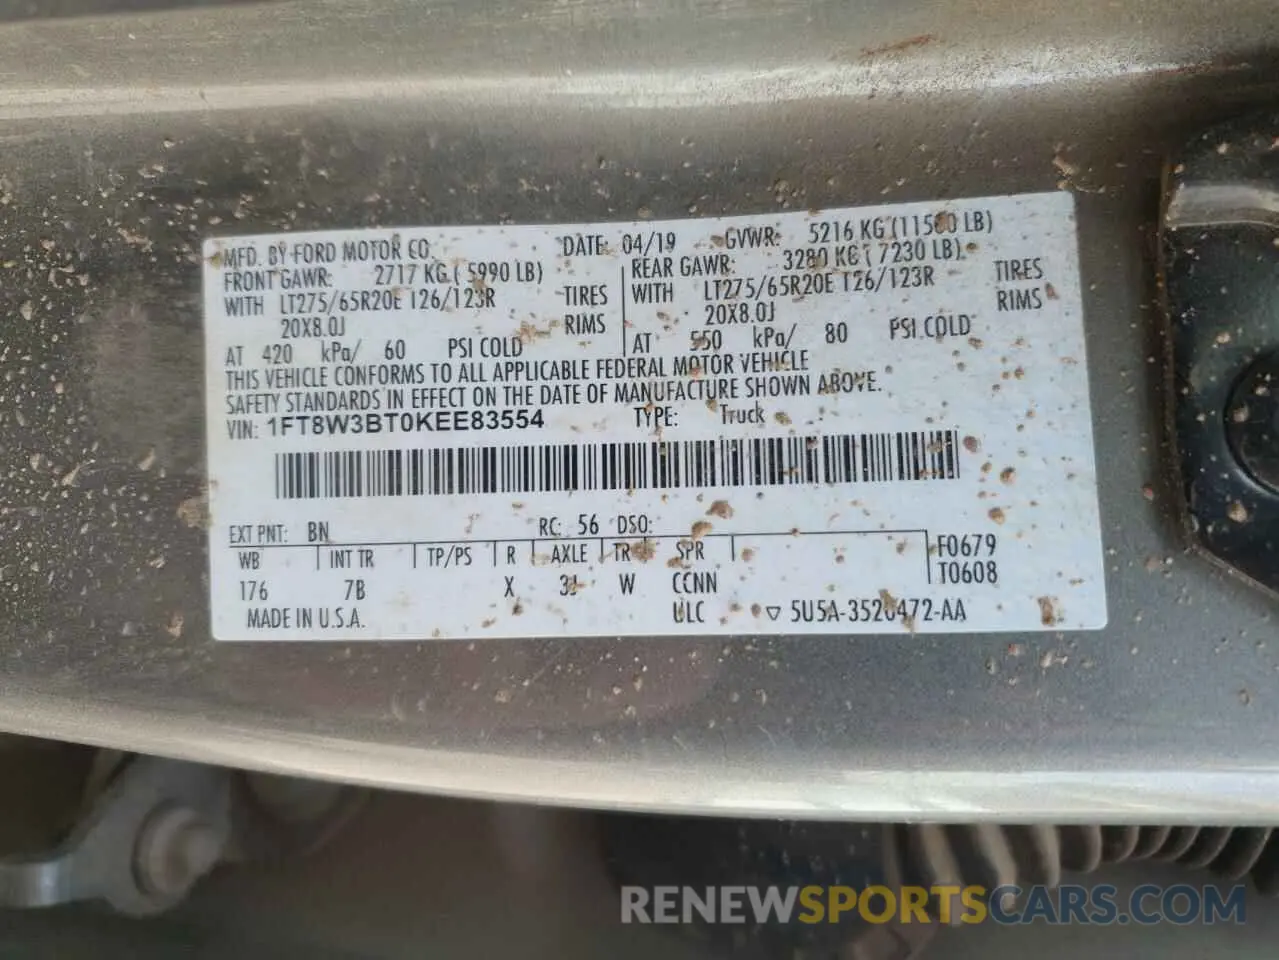 MFD. BY FORD MOTOR CO. DATE: 04/19 GVWR: 5216 KG (11500 LB)
FRONT GAWR: 2717 KG ( 5990 LB) REAR GAWR: 3280 KG ( 7230 LB)
WITH LT275/65R20E 126/123R TIRES WITH LT275/65R20E 126/123R TIRES
20X8.0J RIMS 20X8.0J RIMS
AT 420 kPa/ 60 PSI COLD AT 550 kPa/ 80 PSI COLD
THIS VEHICLE CONFORMS TO ALL APPLICABLE FEDERAL MOTOR VEHICLE
SAFETY STANDARDS IN EFFECT ON THE DATE OF MANUFACTURE SHOWN ABOVE.
VIN: 1FT8W3BT0KEE83554 TYPE: Truck
EXT PNT: BN RC: 56 DSO:
WB INT TR TP/PS R AXLE TR SPR F0679
176 7B X W CCNN T0608
MADE IN U.S.A. ULC ▽ 5U5A-3520472-AA
RENEWSPORTSCARS.COM